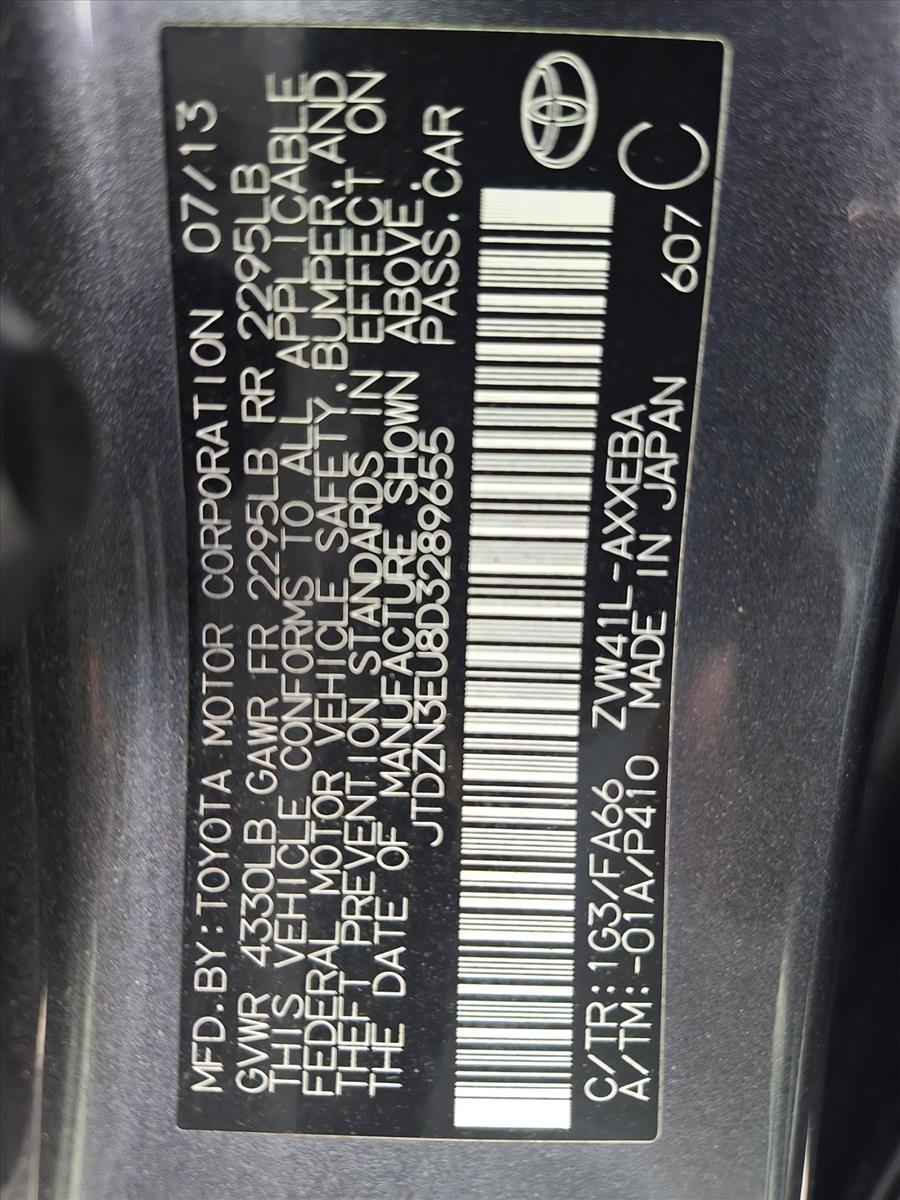 MFD.BY:TOYOTA MOTOR CORPORATION 07/13
GVWR 4330LB GAWR FR 2295LB RR 2295LB
THIS VEHICLE CONFORMS TO ALL APPLICABLE
FEDERAL MOTOR VEHICLE SAFETY,BUMPER,AND
THEFT PREVENTION STANDARDS IN EFFECT ON
THE DATE OF MANUFACTURE SHOWN ABOVE.
JTDZN3EU8D3289655 PASS.CAR
C/TR:1G3/FA66 ZVW41L-AXXEBA
A/TM:-01A/P410 MADE IN JAPAN 607 C